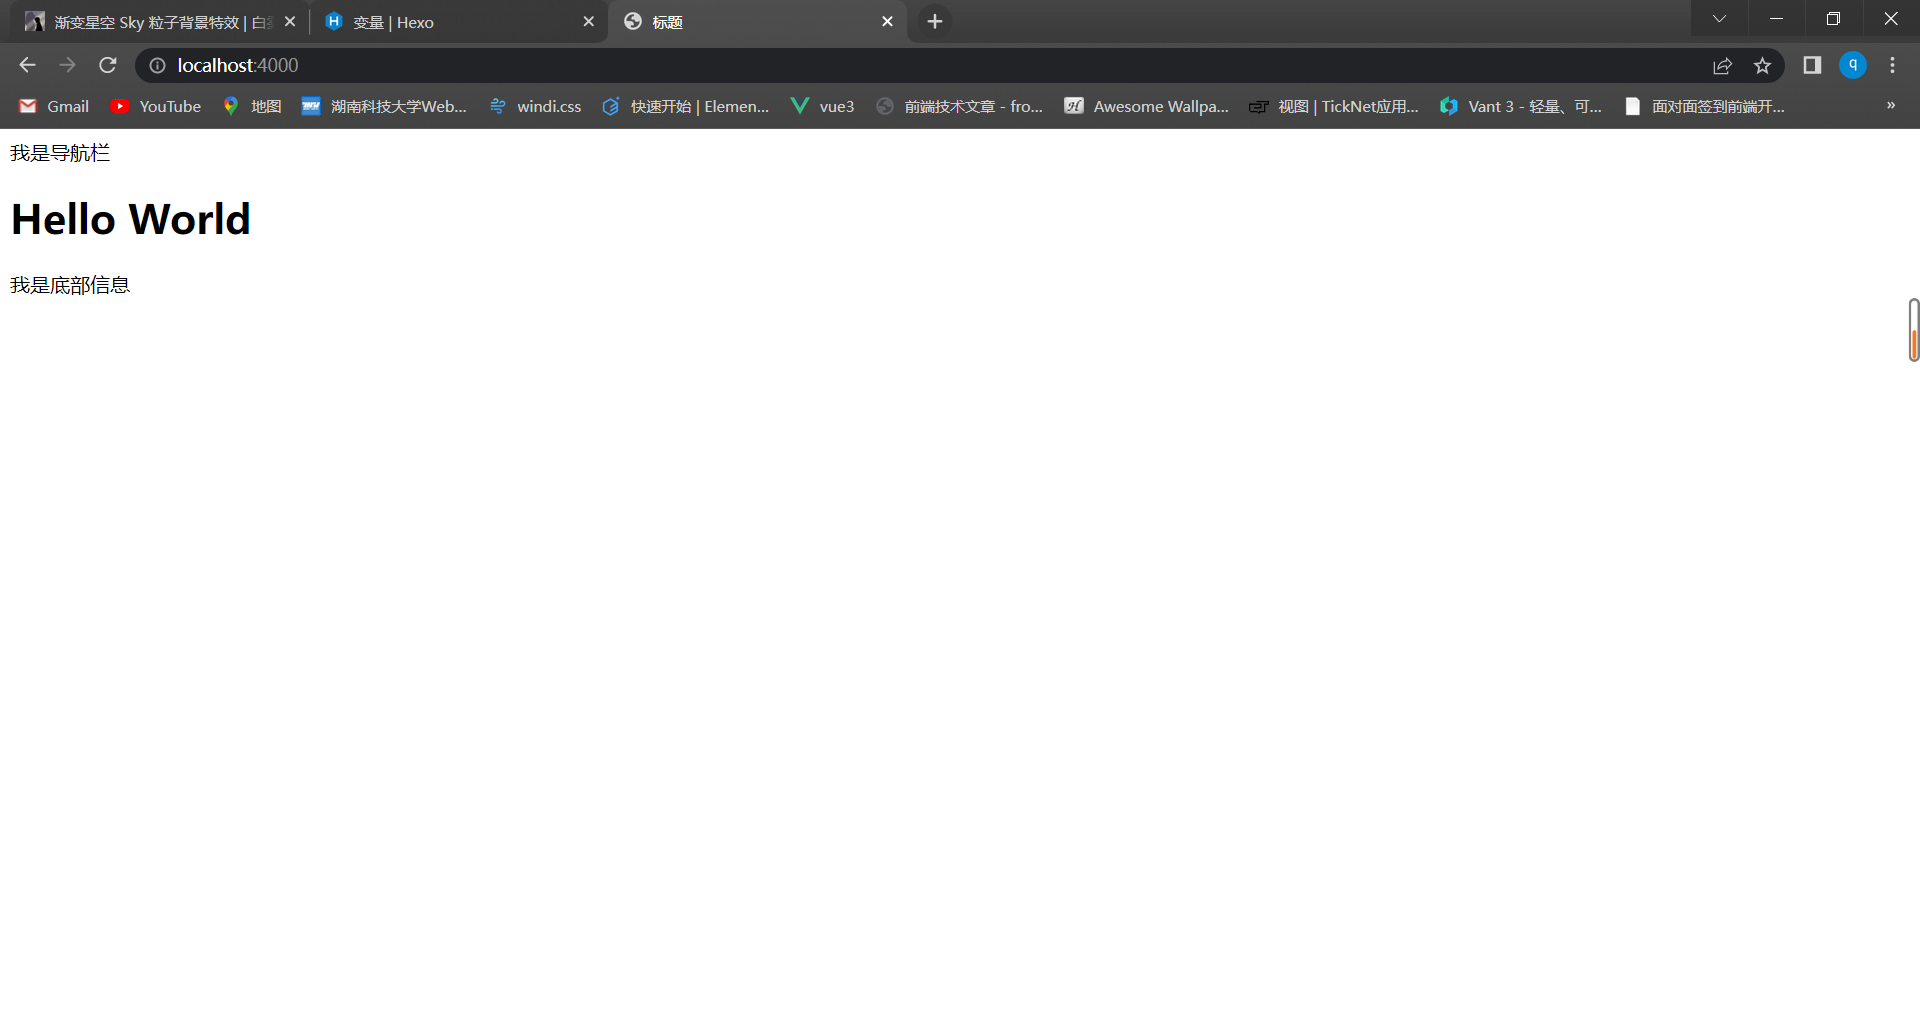 渐变星空 Sky 粒子背景特效 | 白
变量 | Hexo
标题
localhost:4000
q
Gmail
YouTube
地图
湖南科技大学Web...
windi.css
快速开始 | Elemen...
vue3
前端技术文章 - fro...
Awesome Wallpa...
视图 | TickNet应用...
Vant 3 - 轻量、可...
面对面签到前端开...
»
我是导航栏
Hello World
我是底部信息